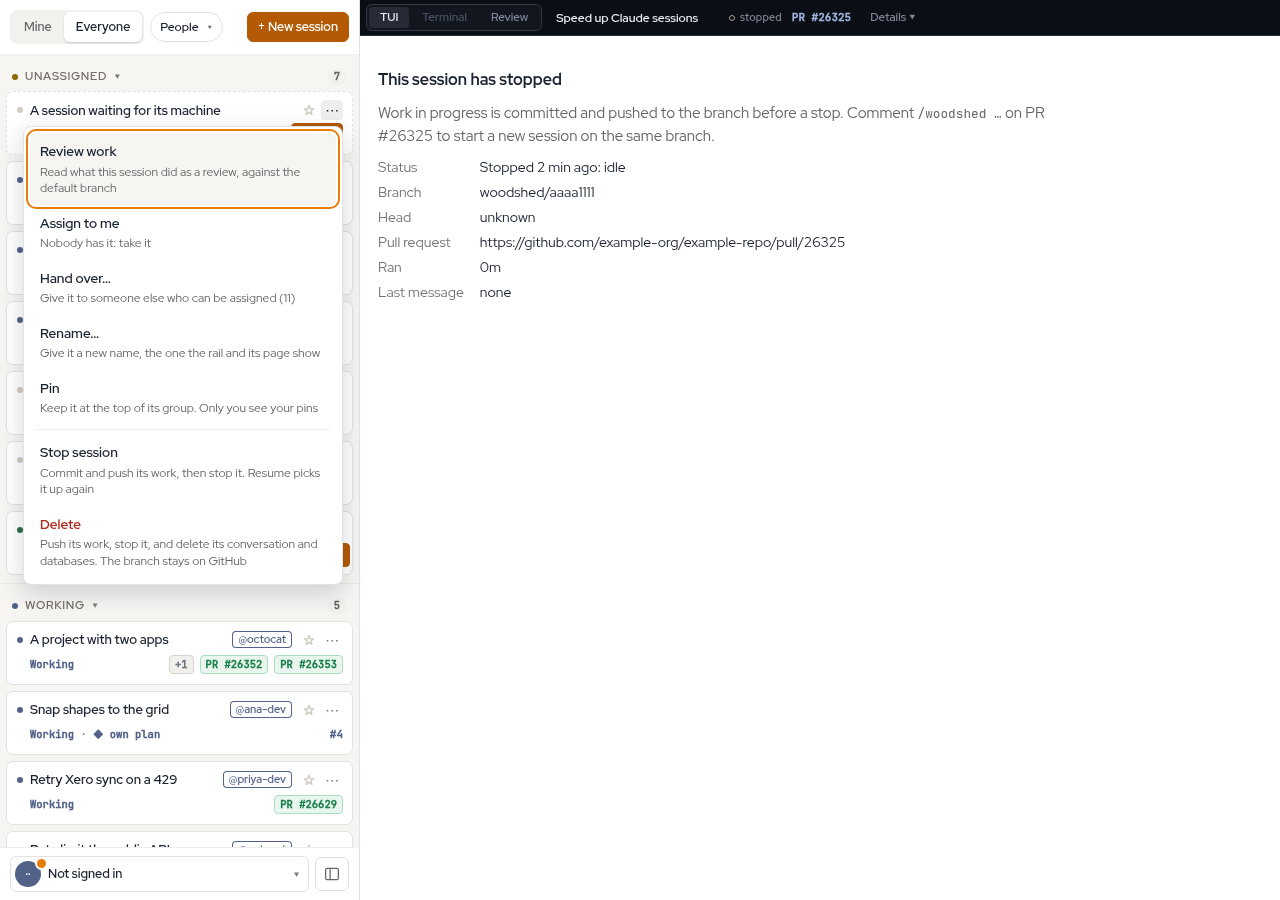 Mine
Everyone
People ▾
+ New session
UNASSIGNED ▾ 7
A session waiting for its machine ☆ ···
Review work
Read what this session did as a review, against the
default branch
Assign to me
Nobody has it: take it
Hand over…
Give it to someone else who can be assigned (11)
Rename…
Give it a new name, the one the rail and its page show
Pin
Keep it at the top of its group. Only you see your pins
Stop session
Commit and push its work, then stop it. Resume picks
it up again
Delete
Push its work, stop it, and delete its conversation and
databases. The branch stays on GitHub
WORKING ▾ 5
A project with two apps @octocat ☆ ···
Working +1 PR #26352 PR #26353
Snap shapes to the grid @ana-dev ☆ ···
Working · ◆ own plan #4
Retry Xero sync on a 429 @priya-dev ☆ ···
Working PR #26629
Not signed in ▾
TUI Terminal Review Speed up Claude sessions stopped PR #26325 Details ▾
This session has stopped
Work in progress is committed and pushed to the branch before a stop. Comment /woodshed … on PR
#26325 to start a new session on the same branch.
Status Stopped 2 min ago: idle
Branch woodshed/aaaa1111
Head unknown
Pull request https://github.com/example-org/example-repo/pull/26325
Ran 0m
Last message none